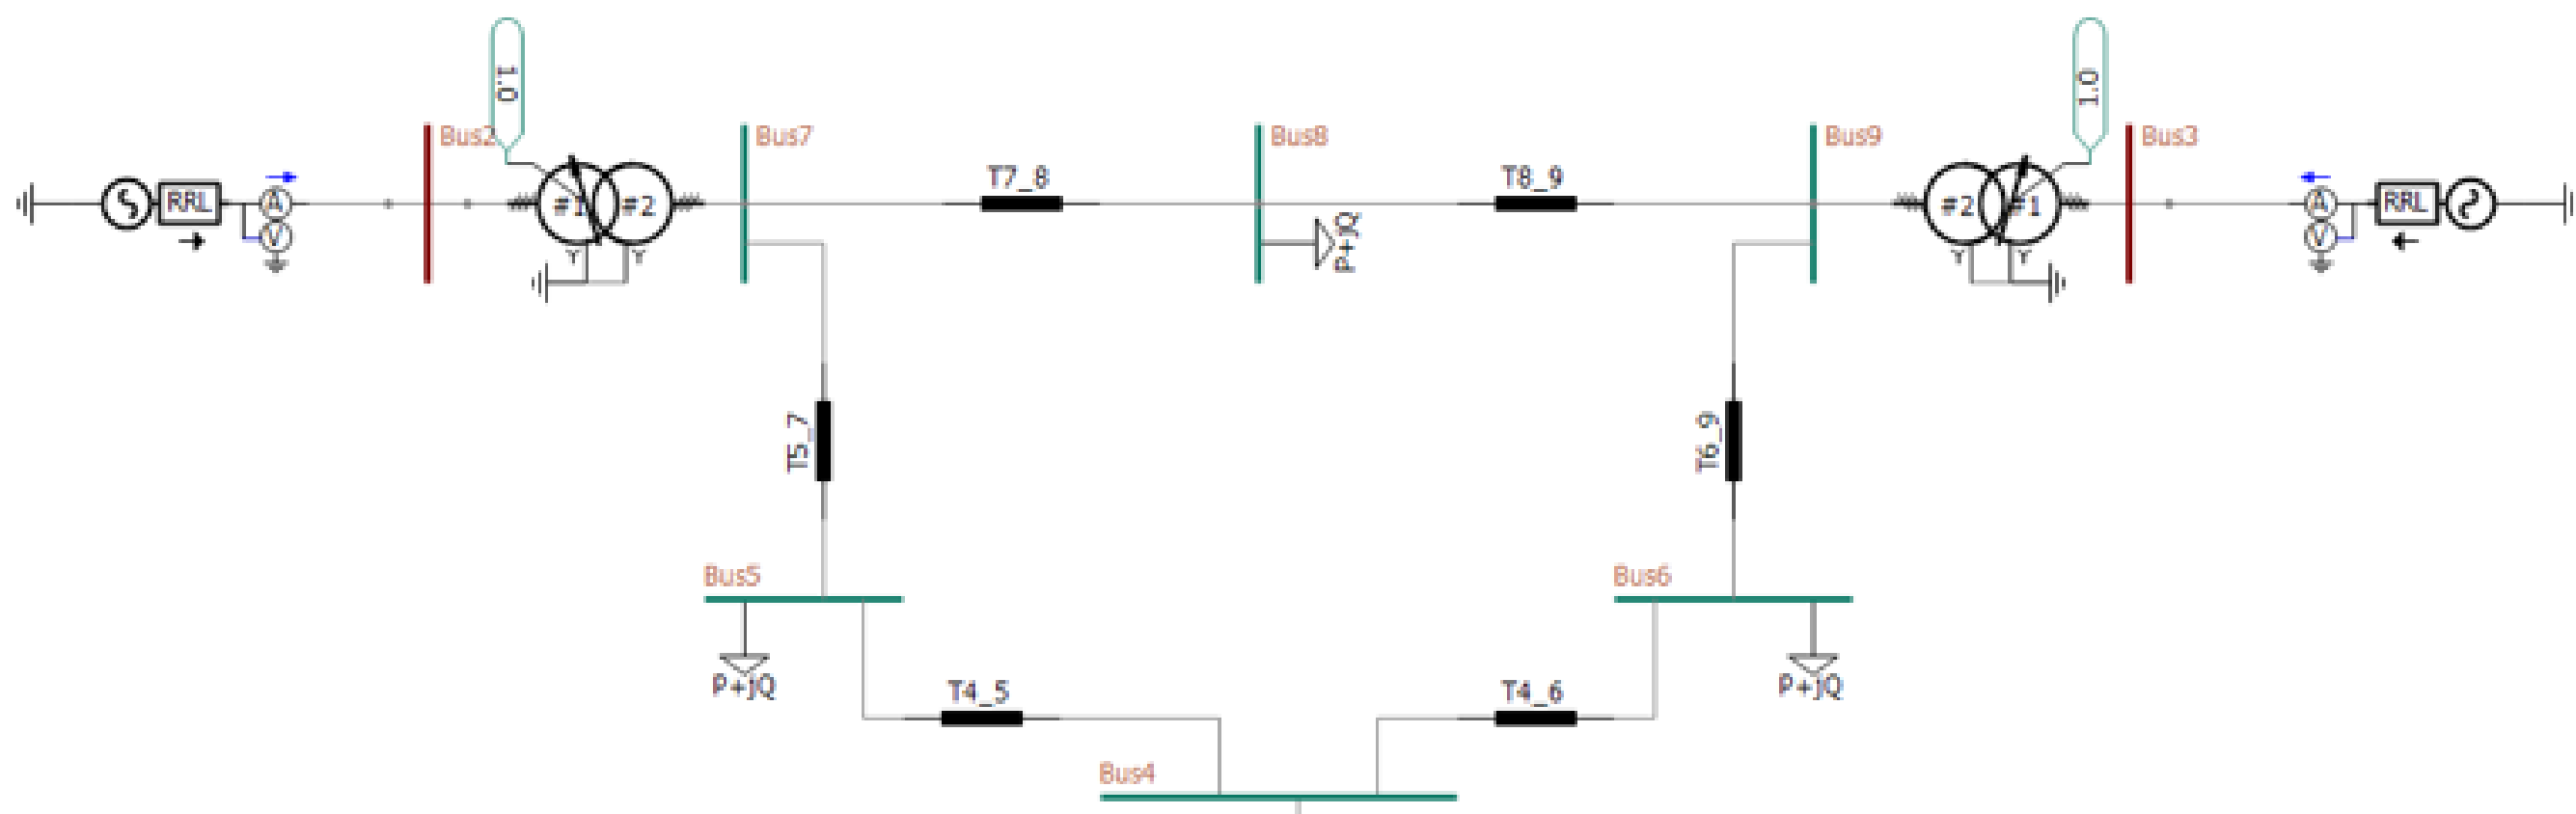 1.0
1.0
Bus2
Bus7
Bus8
Bus9
Bus3
T7_8
T8_9
RRL
A
#1
#2
#2
#1
A
RRL
V
P+jQ
V
Y
Y
Y
Y
T5_7
T6_9
Bus5
Bus6
P+jQ
T4_5
T4_6
P+jQ
Bus4